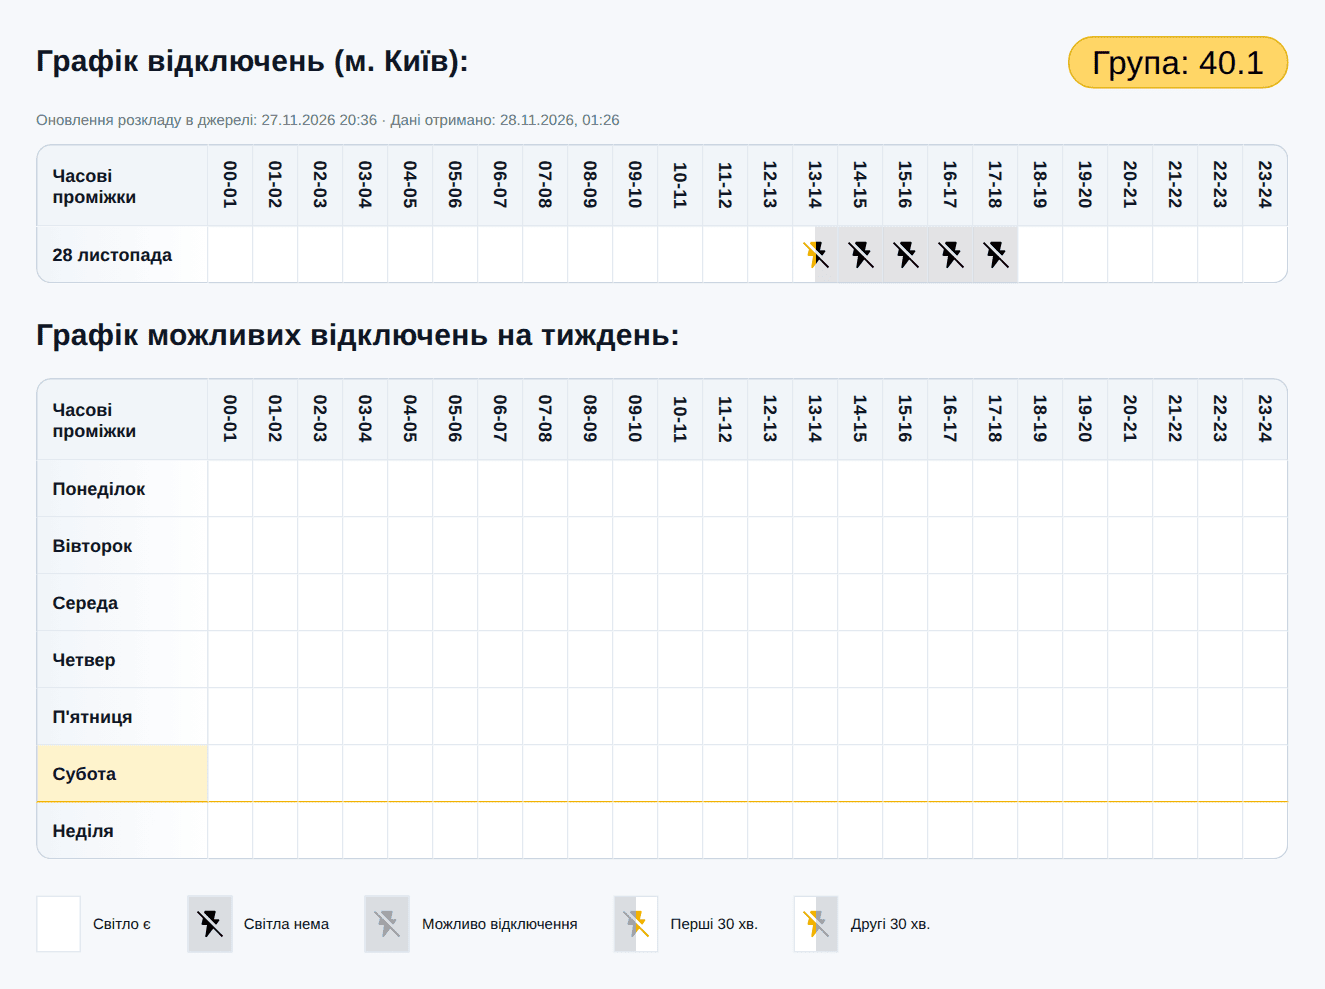 Графік відключень (м. Київ):
Група: 40.1
Оновлення розкладу в джерелі: 27.11.2026 20:36 · Дані отримано: 28.11.2026, 01:26
Часові проміжки 00-01 01-02 02-03 03-04 04-05 05-06 06-07 07-08 08-09 09-10 10-11 11-12 12-13 13-14 14-15 15-16 16-17 17-18 18-19 19-20 20-21 21-22 22-23 23-24
28 листопада
Графік можливих відключень на тиждень:
Часові проміжки 00-01 01-02 02-03 03-04 04-05 05-06 06-07 07-08 08-09 09-10 10-11 11-12 12-13 13-14 14-15 15-16 16-17 17-18 18-19 19-20 20-21 21-22 22-23 23-24
Понеділок
Вівторок
Середа
Четвер
П'ятниця
Субота
Неділя
Світло є Світла нема Можливо відключення Перші 30 хв. Другі 30 хв.